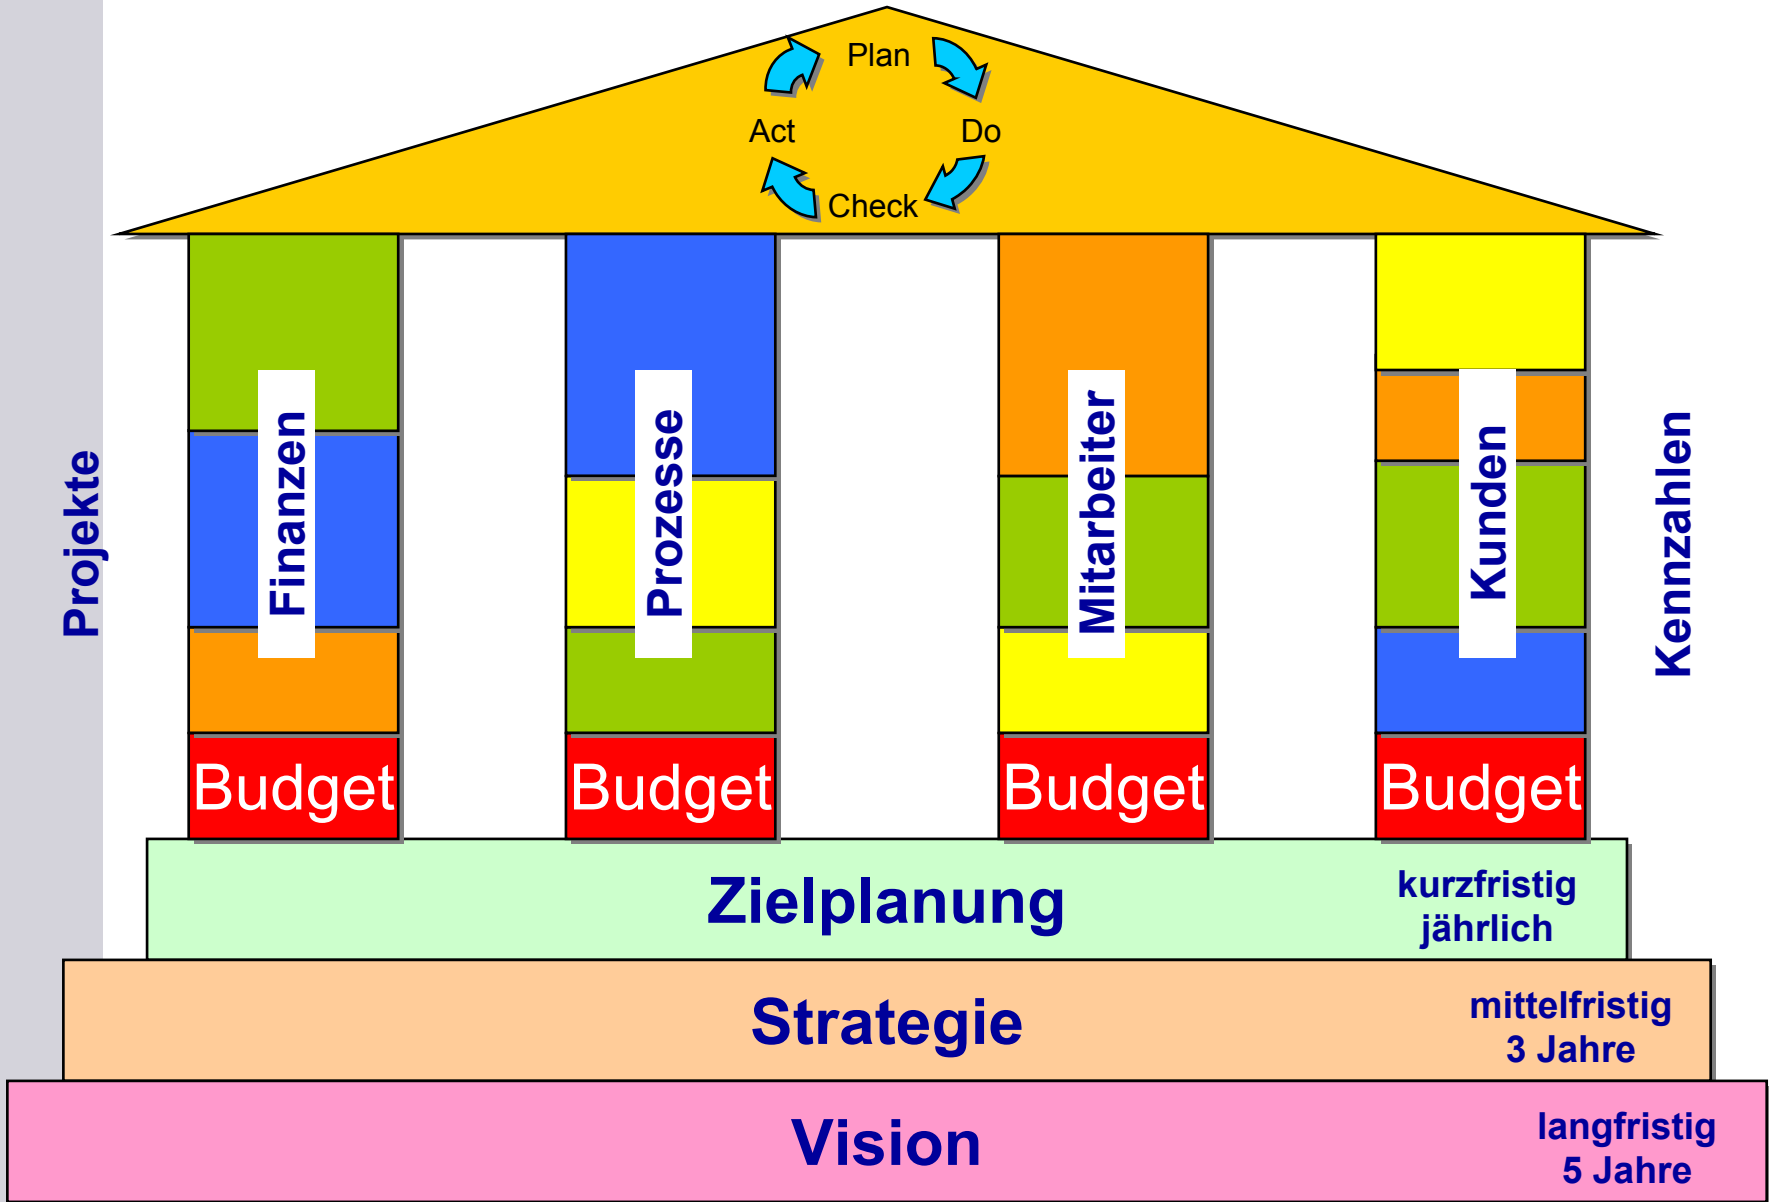 Plan
Act
Do
Check
Projekte
Finanzen
Prozesse
Mitarbeiter
Kunden
Kennzahlen
Budget
Budget
Budget
Budget
Zielplanung
kurzfristig
jährlich
Strategie
mittelfristig
3 Jahre
Vision
langfristig
5 Jahre